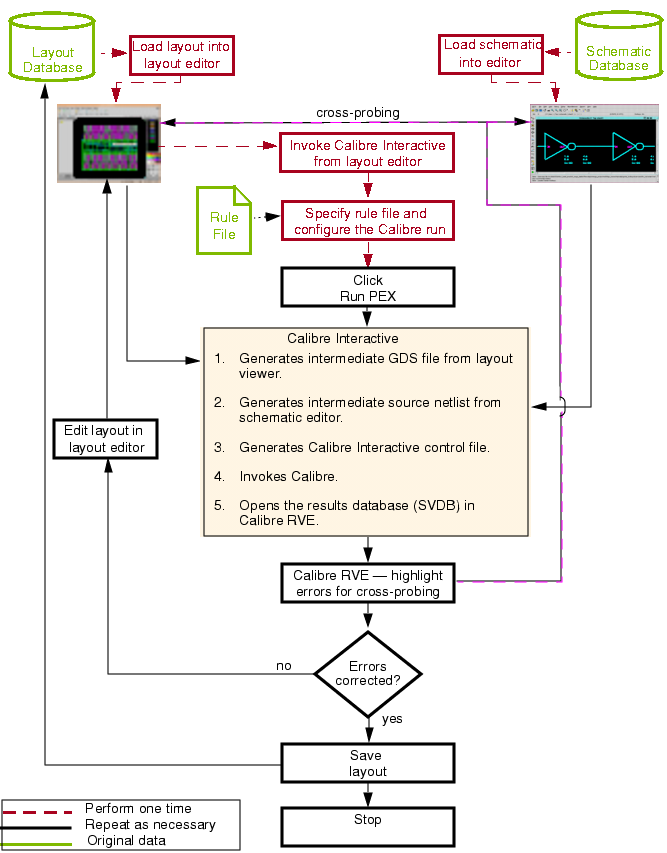 Layout
Database
Load layout into
layout editor
Load schematic
into editor
Schematic
Database
cross-probing
Invoke Calibre Interactive
from layout editor
Rule
File
Specify rule file and
configure the Calibre run
Click
Run PEX
Calibre Interactive
1. Generates intermediate GDS file from layout
viewer.
2. Generates intermediate source netlist from
schematic editor.
3. Generates Calibre Interactive control file.
4. Invokes Calibre.
5. Opens the results database (SVDB) in
Calibre RVE.
Edit layout in
layout editor
Calibre RVE — highlight
errors for cross-probing
Errors
corrected?
no
yes
Save
layout
Stop
Perform one time
Repeat as necessary
Original data